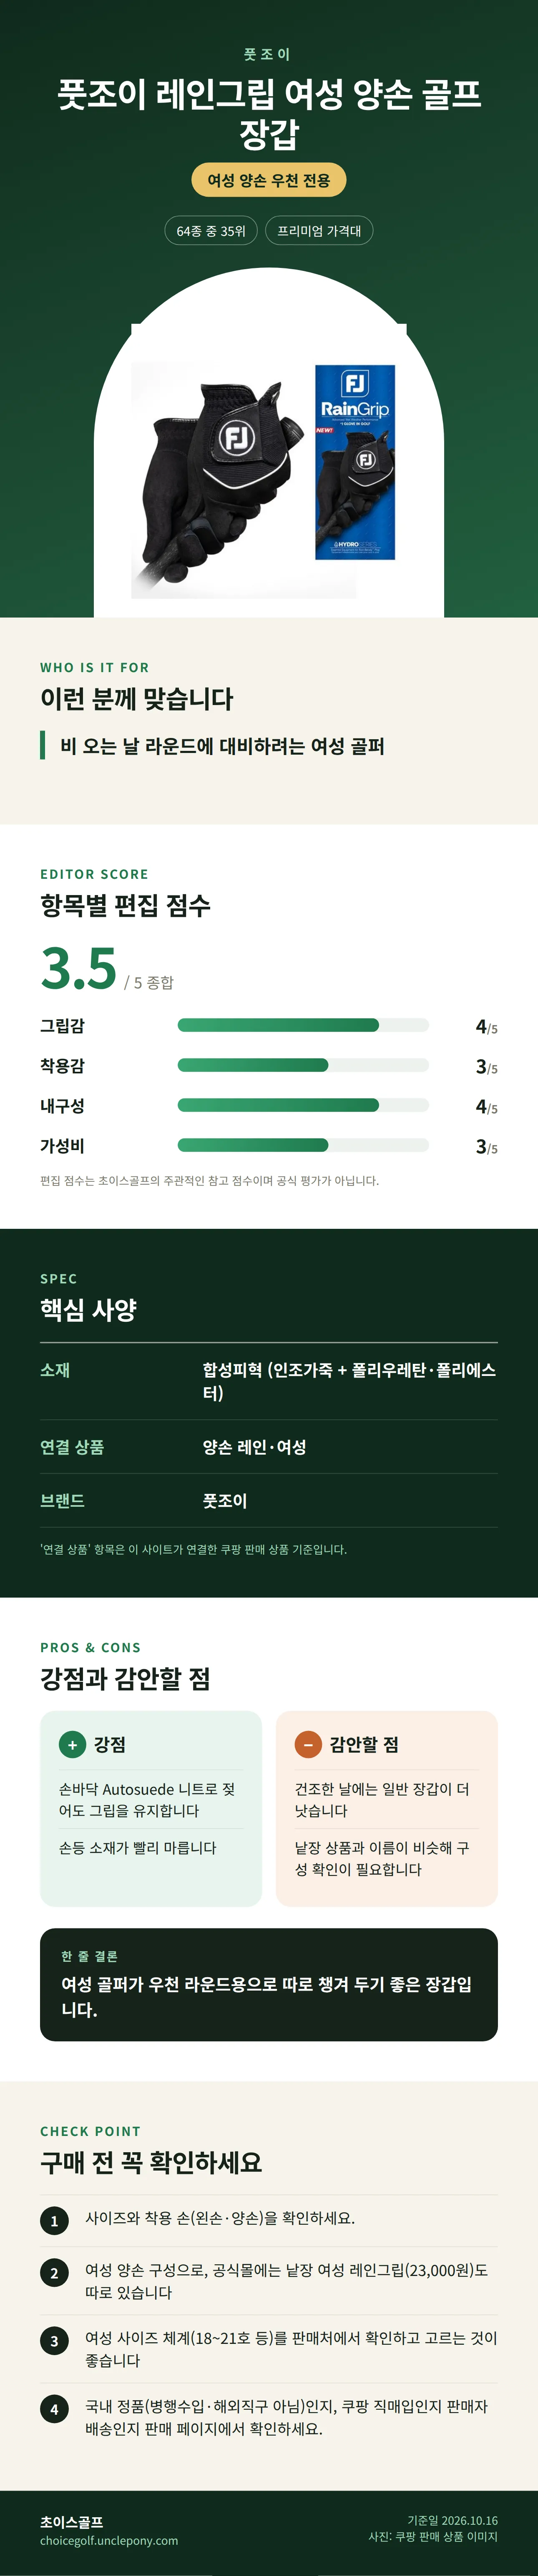 풋조이
풋조이 레인그립 여성 양손 골프
장갑
여성 양손 우천 전용
64종 중 35위
프리미엄 가격대
FJ
FJ
RainGrip
#1 GLOVE IN GOLF
NEW!
FJ
HYDROSERIES
WHO IS IT FOR
이런 분께 맞습니다
비 오는 날 라운드에 대비하려는 여성 골퍼
EDITOR SCORE
항목별 편집 점수
3.5 / 5 종합
그립감 4/5
착용감 3/5
내구성 4/5
가성비 3/5
편집 점수는 초이스골프의 주관적인 참고 점수이며 공식 평가가 아닙니다.
SPEC
핵심 사양
소재 합성피혁 (인조가죽 + 폴리우레탄·폴리에스
터)
연결 상품 양손 레인·여성
브랜드 풋조이
'연결 상품' 항목은 이 사이트가 연결한 쿠팡 판매 상품 기준입니다.
PROS & CONS
강점과 감안할 점
+ 강점
손바닥 Autosuede 니트로 젖
어도 그립을 유지합니다
손등 소재가 빨리 마릅니다
− 감안할 점
건조한 날에는 일반 장갑이 더
낫습니다
낱장 상품과 이름이 비슷해 구
성 확인이 필요합니다
한 줄 결론
여성 골퍼가 우천 라운드용으로 따로 챙겨 두기 좋은 장갑입
니다.
CHECK POINT
구매 전 꼭 확인하세요
1 사이즈와 착용 손(왼손·양손)을 확인하세요.
2 여성 양손 구성으로, 공식몰에는 낱장 여성 레인그립(23,000원)도
따로 있습니다
3 여성 사이즈 체계(18~21호 등)를 판매처에서 확인하고 고르는 것이
좋습니다
4 국내 정품(병행수입·해외직구 아님)인지, 쿠팡 직매입인지 판매자
배송인지 판매 페이지에서 확인하세요.
초이스골프
choicegolf.unclepony.com
기준일 2026.10.16
사진: 쿠팡 판매 상품 이미지